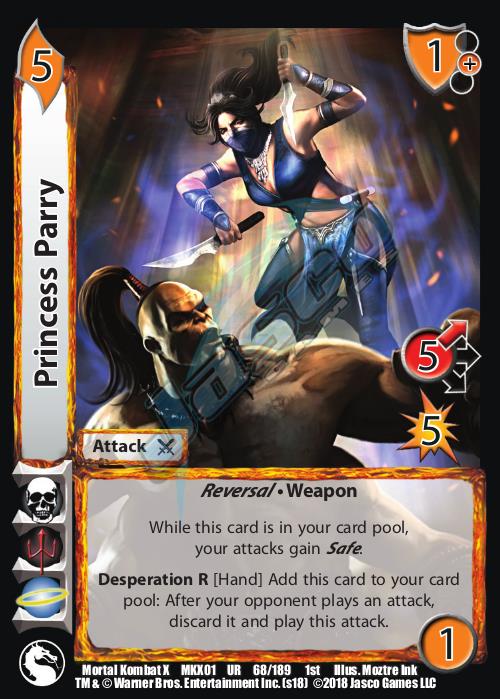 5
1
+
Princess Parry
5
5
Attack
Reversal • Weapon
While this card is in your card pool,
your attacks gain Safe.
Desperation R [Hand] Add this card to your card
pool: After your opponent plays an attack,
discard it and play this attack.
1
Mortal Kombat X MKX01 UR 68/189 1st Illus. Moztre Ink
TM & © Warner Bros. Entertainment Inc. (s18) ©2018 Jasco Games LLC